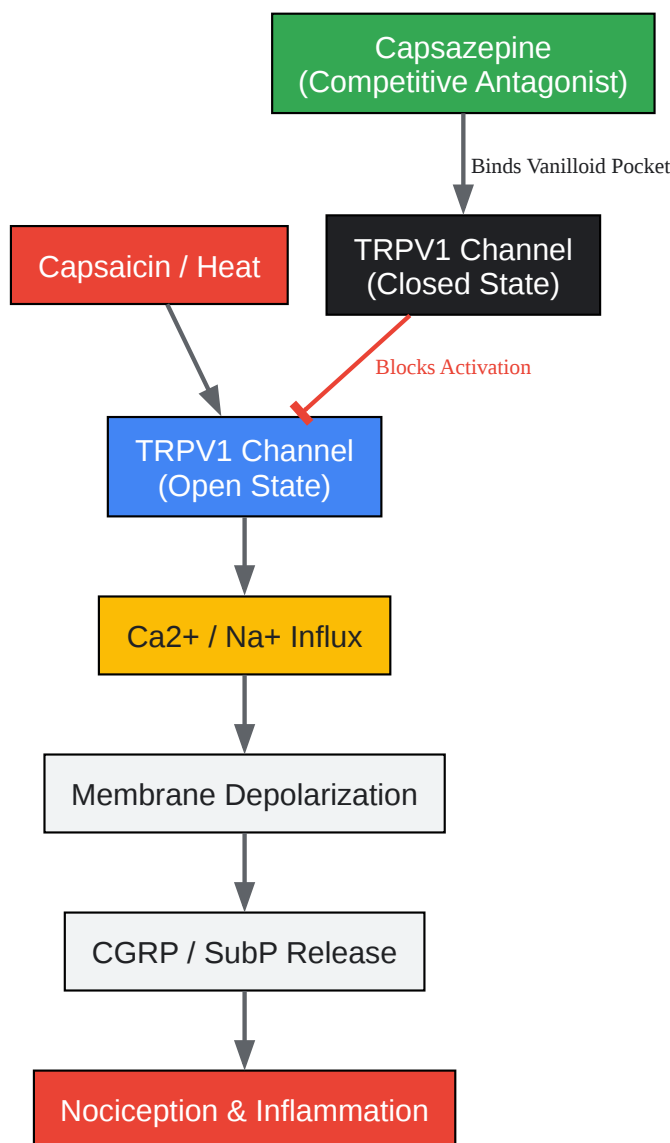 Capsazepine
(Competitive Antagonist)
Binds Vanilloid Pocket
TRPV1 Channel
(Closed State)
Capsaicin / Heat
Blocks Activation
TRPV1 Channel
(Open State)
Ca2+ / Na+ Influx
Membrane Depolarization
CGRP / SubP Release
Nociception & Inflammation